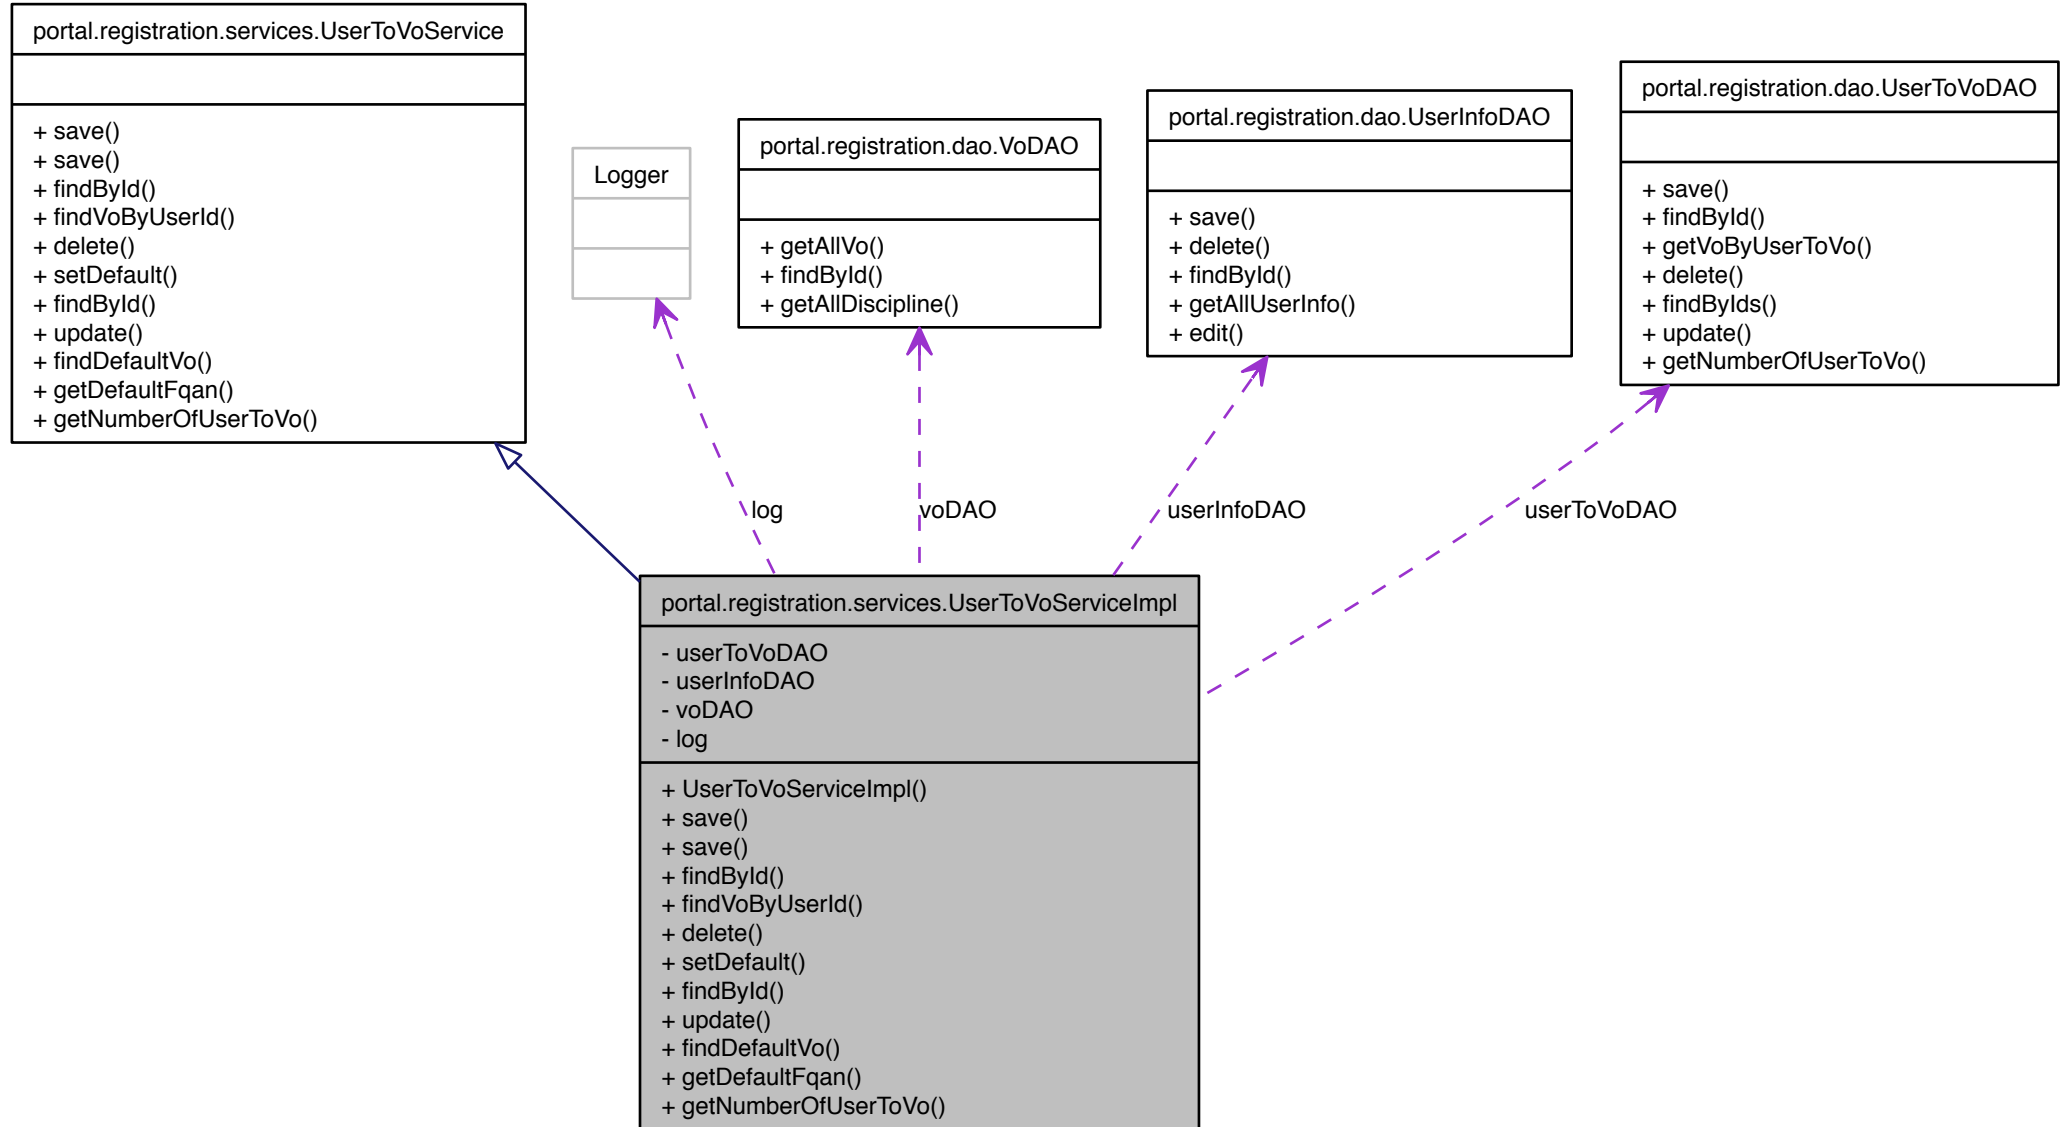 portal.registration.services.UserToVoService
+ save()
+ save()
+ findById()
+ findVoByUserId()
+ delete()
+ setDefault()
+ findById()
+ update()
+ findDefaultVo()
+ getDefaultFqan()
+ getNumberOfUserToVo()
Logger
portal.registration.dao.VoDAO
+ getAllVo()
+ findById()
+ getAllDiscipline()
portal.registration.dao.UserInfoDAO
+ save()
+ delete()
+ findById()
+ getAllUserInfo()
+ edit()
portal.registration.dao.UserToVoDAO
+ save()
+ findById()
+ getVoByUserToVo()
+ delete()
+ findByIds()
+ update()
+ getNumberOfUserToVo()
log
voDAO
userInfoDAO
userToVoDAO
portal.registration.services.UserToVoServiceImpl
- userToVoDAO
- userInfoDAO
- voDAO
- log
+ UserToVoServiceImpl()
+ save()
+ save()
+ findById()
+ findVoByUserId()
+ delete()
+ setDefault()
+ findById()
+ update()
+ findDefaultVo()
+ getDefaultFqan()
+ getNumberOfUserToVo()